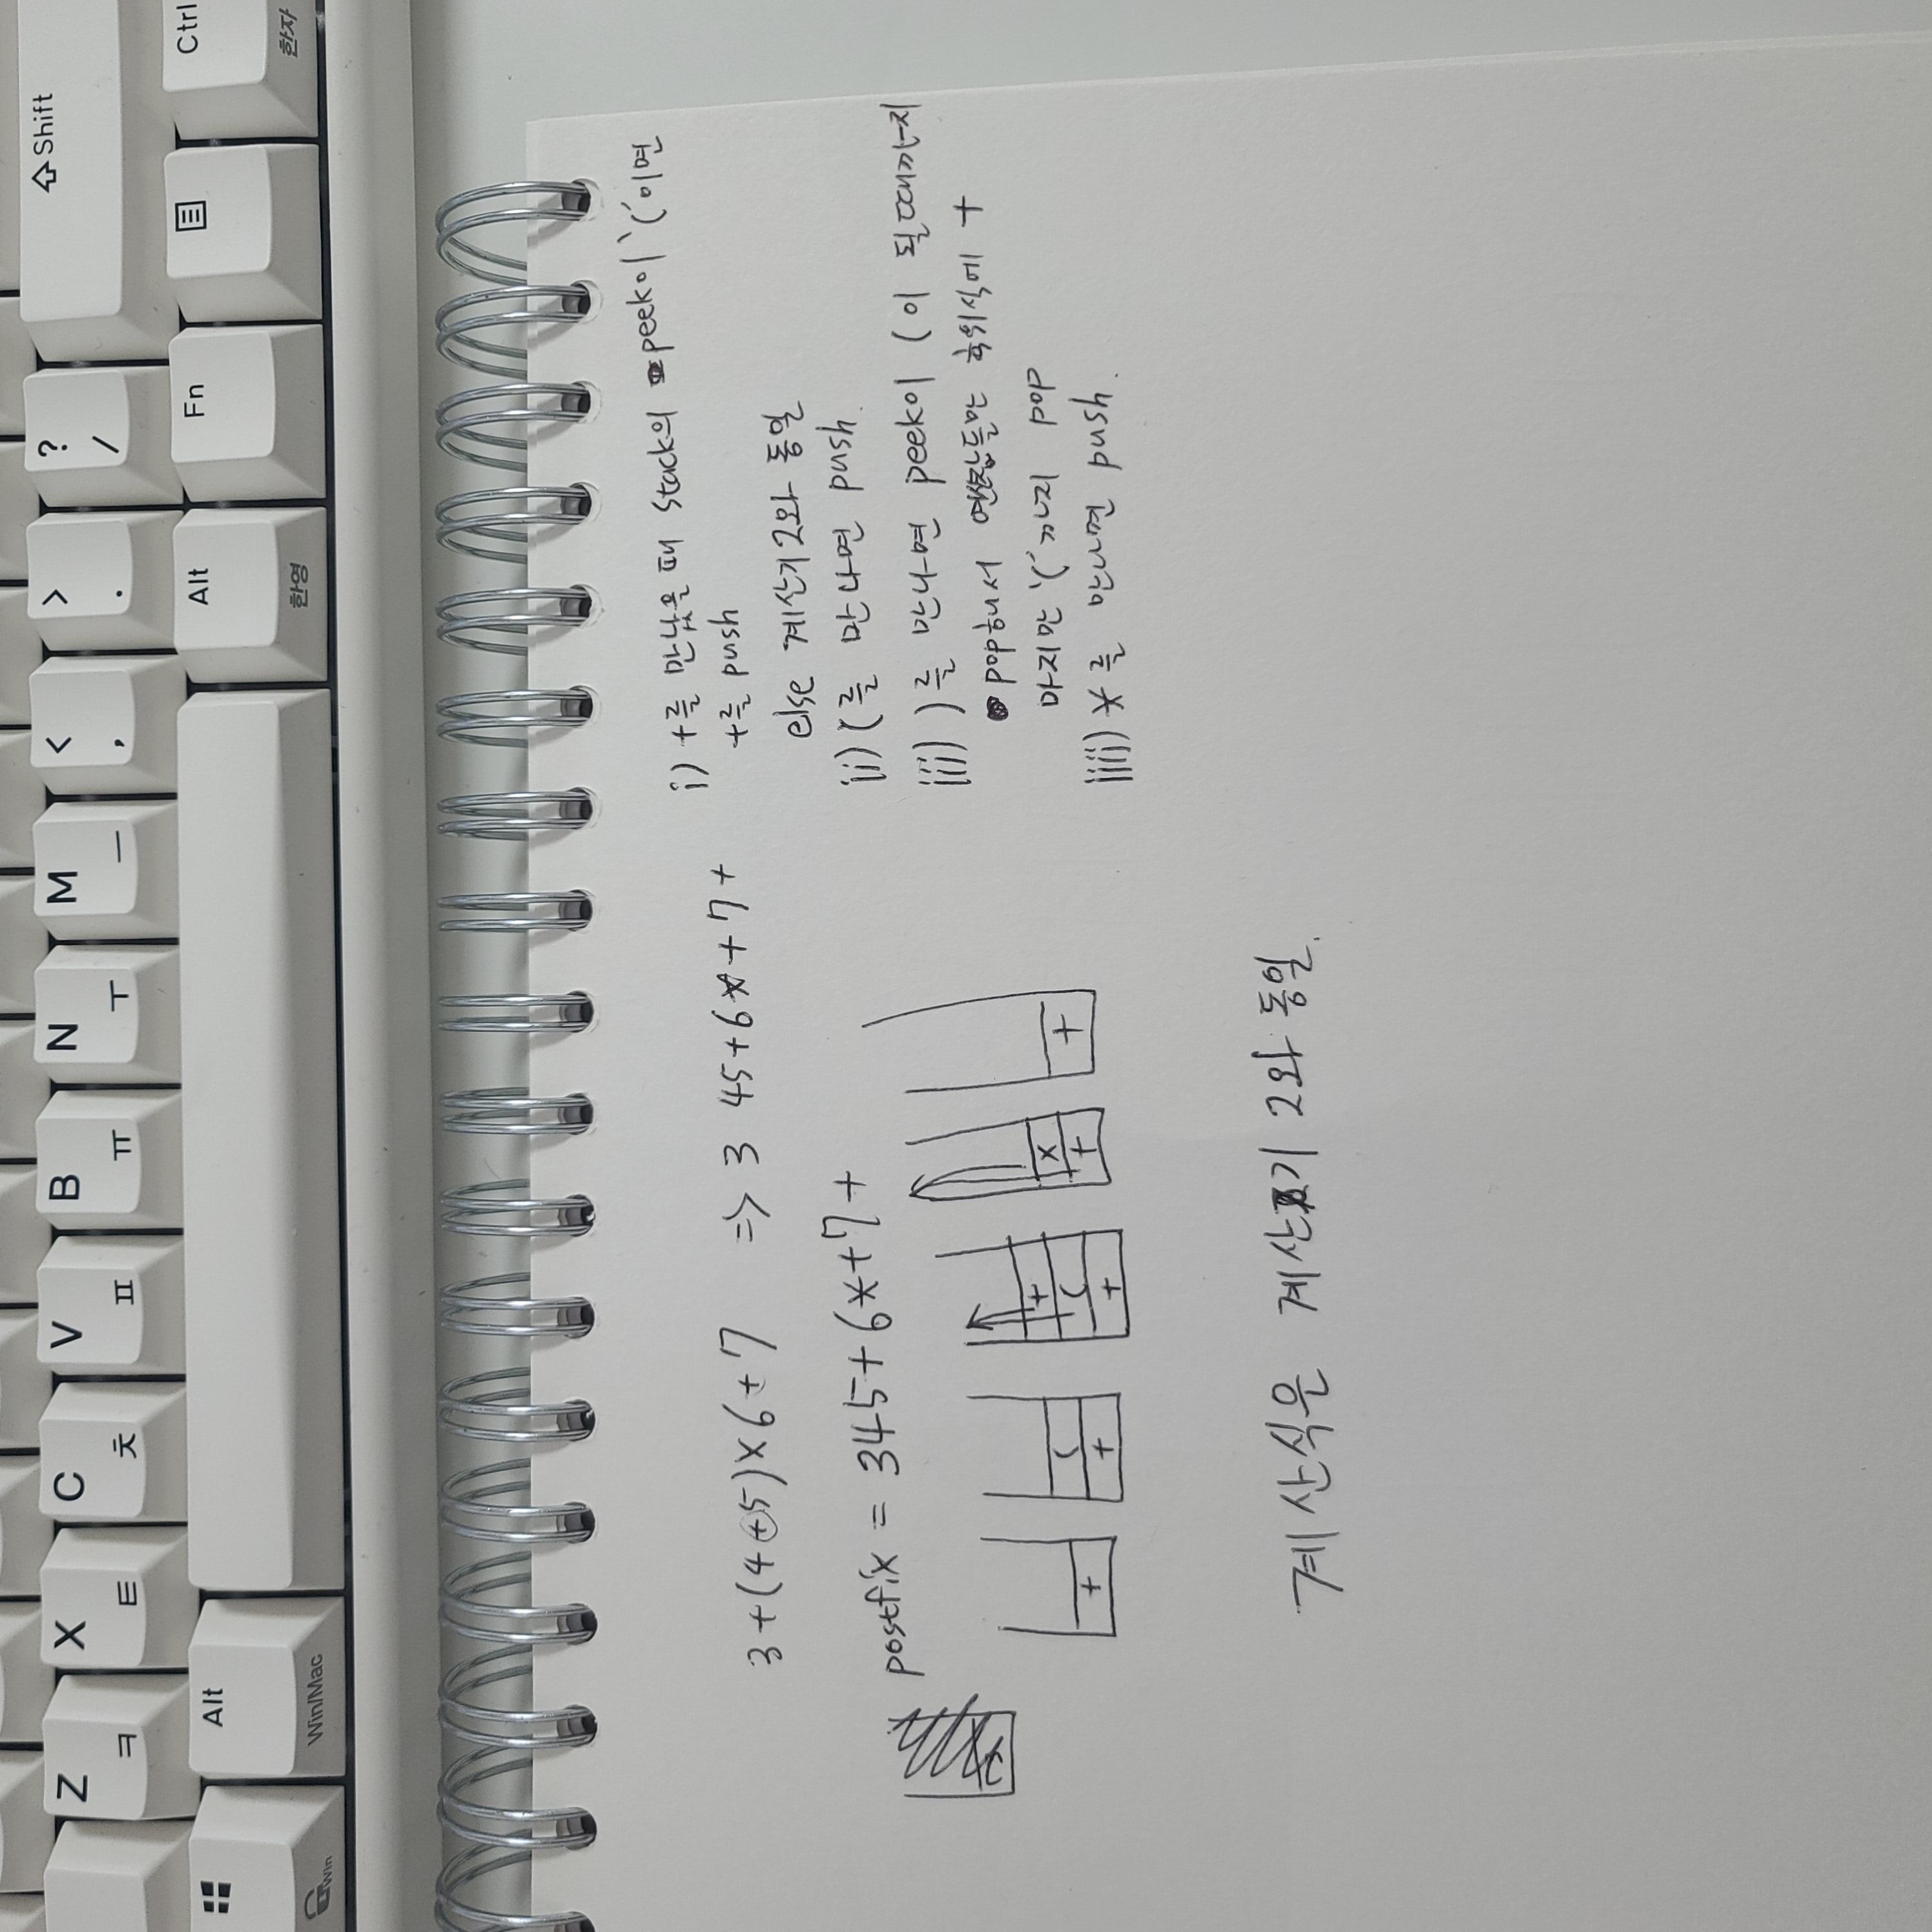 Z ㅋ X ㅌ C ㅊ V ㅍ B ㅠ N ㅜ M ㅡ < , > . ? / Shift
Win Alt Win/Mac Alt 한영 Fn Ctrl 한자
3+(4+5)×6+7 => 3 45+6*+7+
postfix = 345+6*+7+
+
(
+
+
(
+
×
+
+
계산식은 계산기 2와 동일.
i) +를 만났을 때 stack의 peek이 '('이면
+를 push
else 계산기2와 동일
ii) (를 만나면 push.
iii) )를 만나면 peek이 (이 될때까지
pop해서 들만 후위식에 +
마지만 '('까지 pop
iiii) *를 만나면 push.